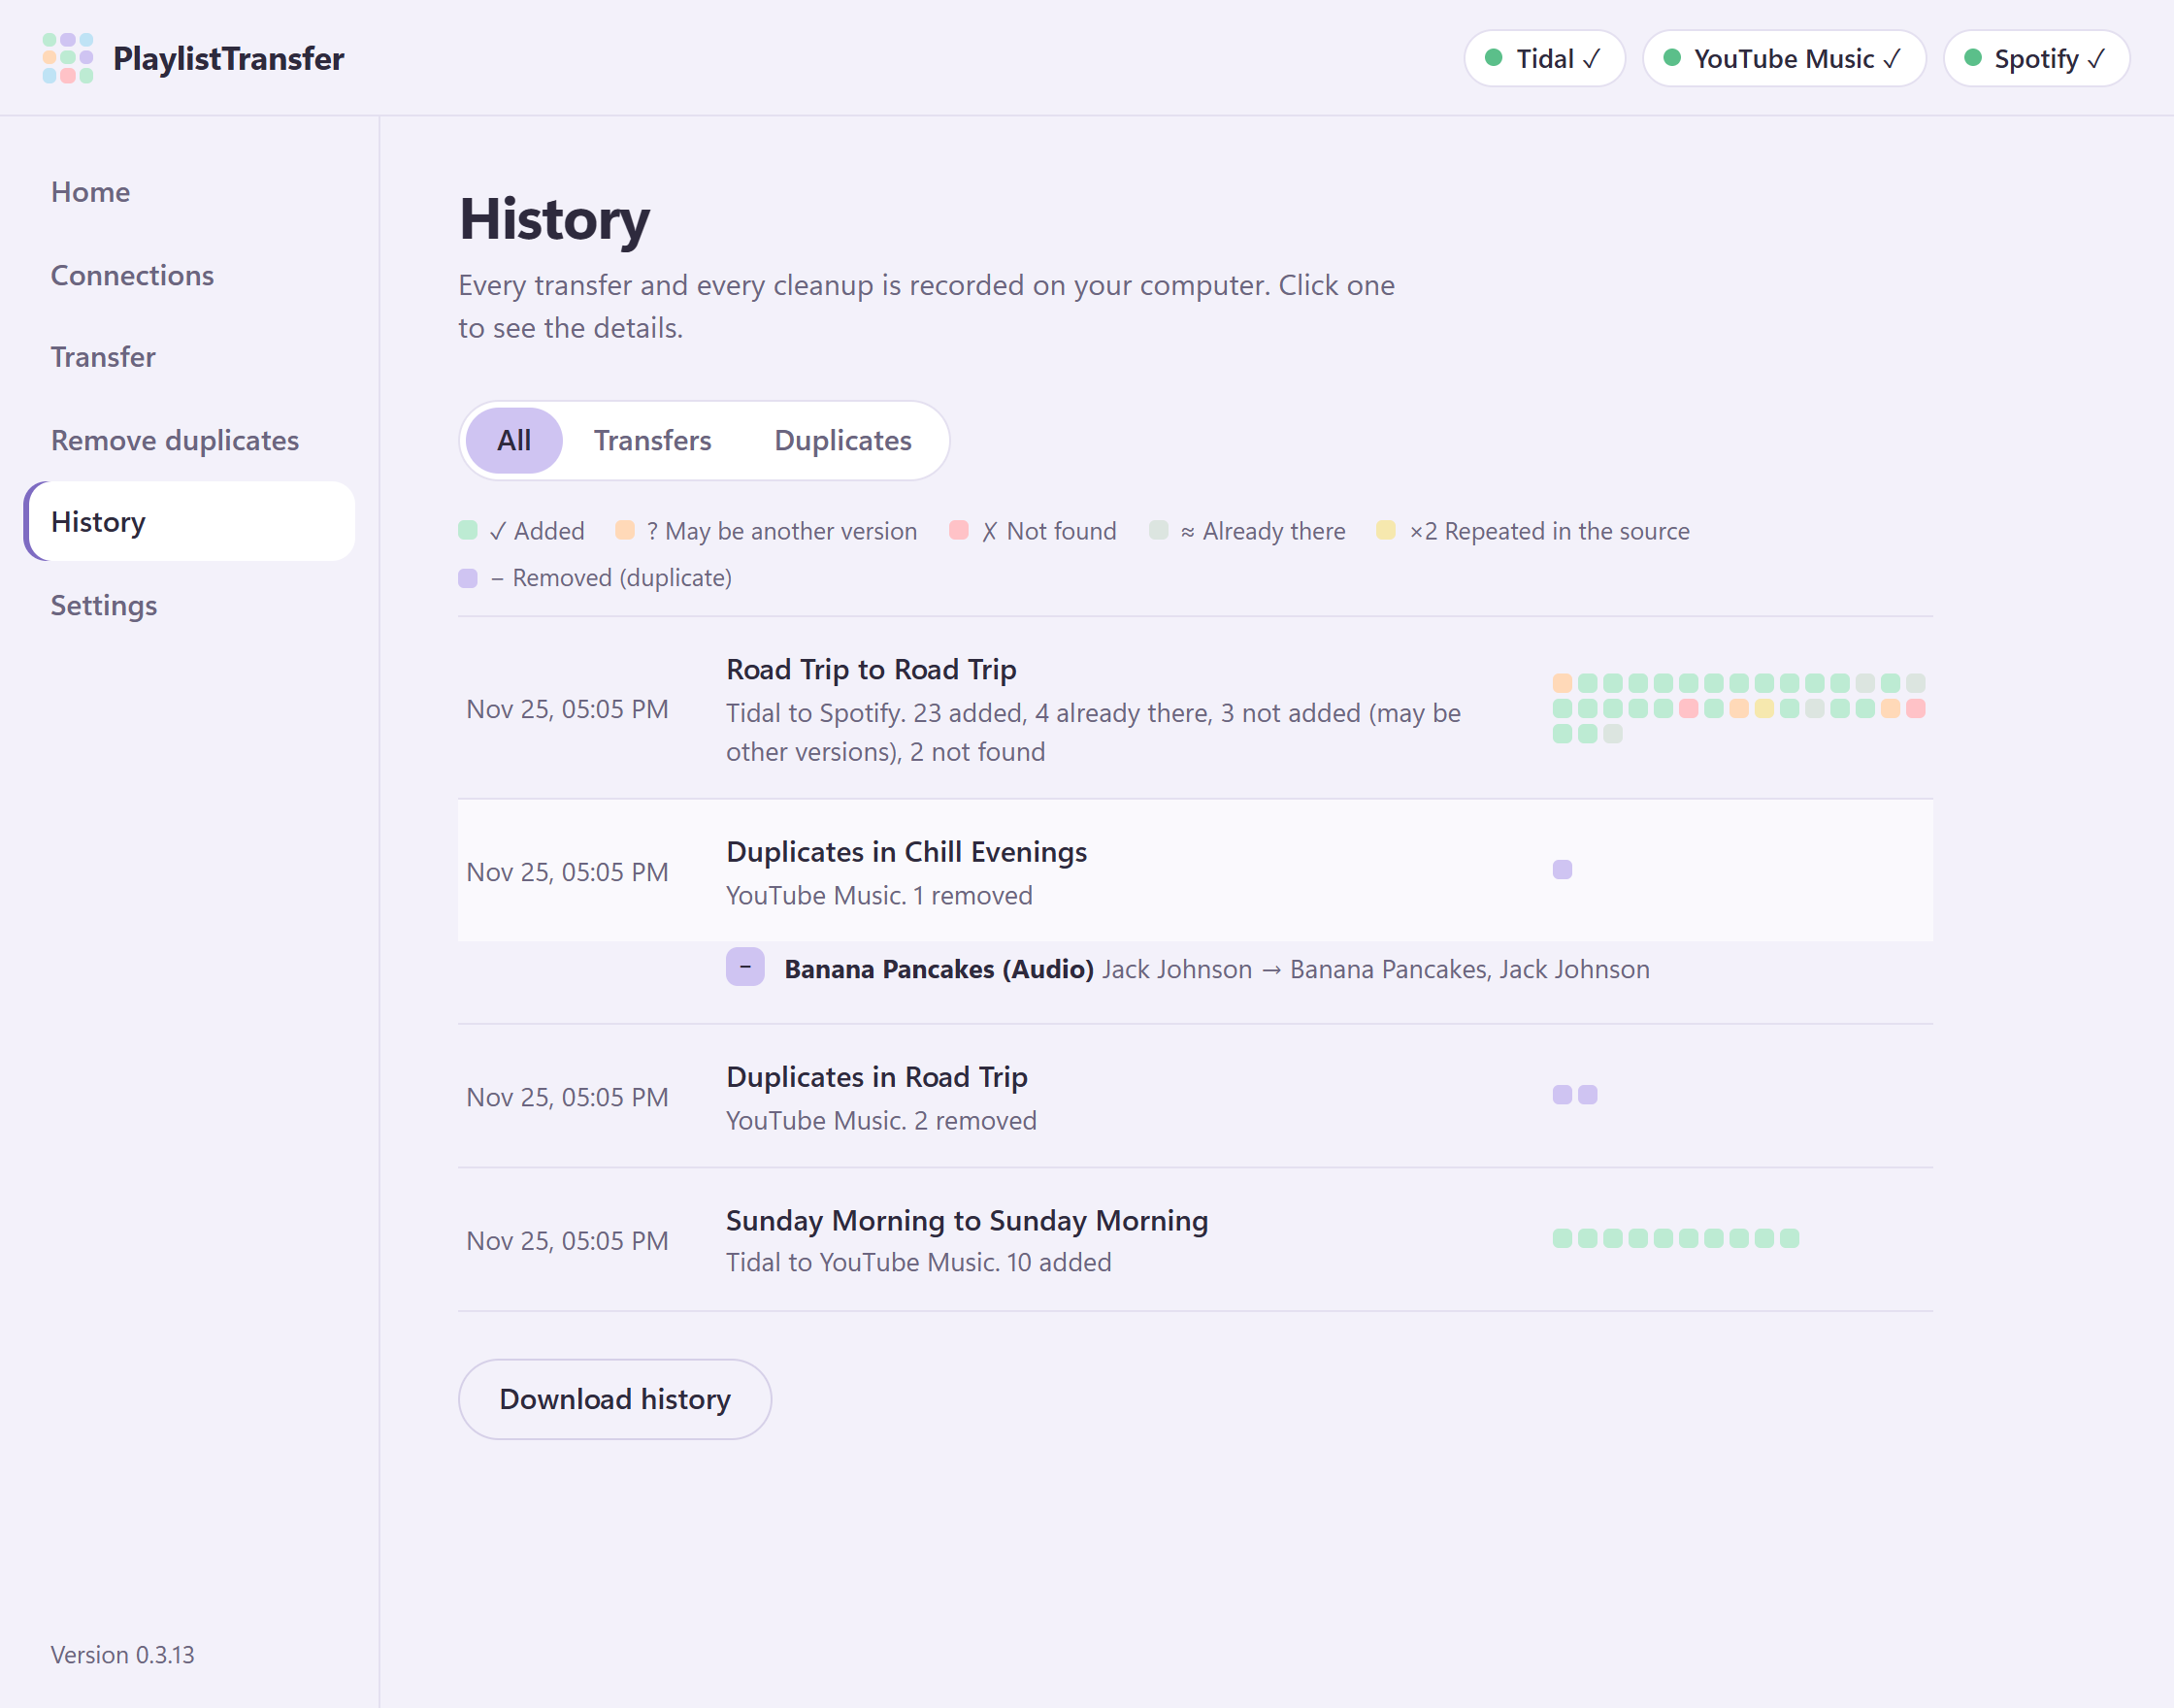 PlaylistTransfer
Tidal ✓
YouTube Music ✓
Spotify ✓
Home
Connections
Transfer
Remove duplicates
History
Settings
Version 0.3.13
History
Every transfer and every cleanup is recorded on your computer. Click one
to see the details.
All
Transfers
Duplicates
✓ Added
? May be another version
✗ Not found
≈ Already there
×2 Repeated in the source
− Removed (duplicate)
Nov 25, 05:05 PM
Road Trip to Road Trip
Tidal to Spotify. 23 added, 4 already there, 3 not added (may be
other versions), 2 not found
Nov 25, 05:05 PM
Duplicates in Chill Evenings
YouTube Music. 1 removed
− Banana Pancakes (Audio) Jack Johnson → Banana Pancakes, Jack Johnson
Nov 25, 05:05 PM
Duplicates in Road Trip
YouTube Music. 2 removed
Nov 25, 05:05 PM
Sunday Morning to Sunday Morning
Tidal to YouTube Music. 10 added
Download history